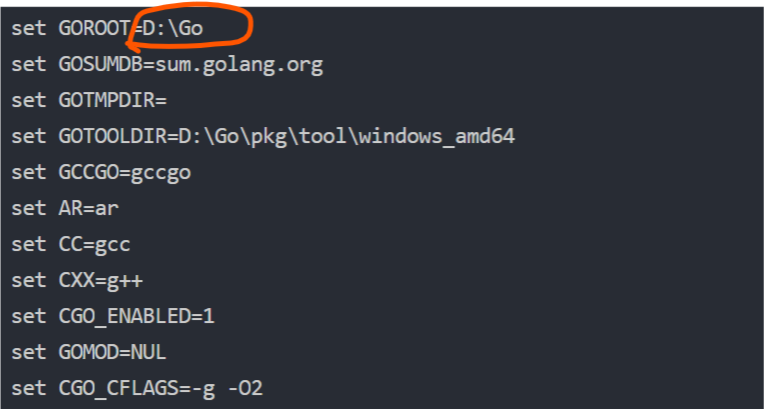 set GOROOT=D:\Go
set GOSUMDB=sum.golang.org
set GOTMPDIR=
set GOTOOLDIR=D:\Go\pkg\tool\windows_amd64
set GCCGO=gccgo
set AR=ar
set CC=gcc
set CXX=g++
set CGO_ENABLED=1
set GOMOD=NUL
set CGO_CFLAGS=-g -O2